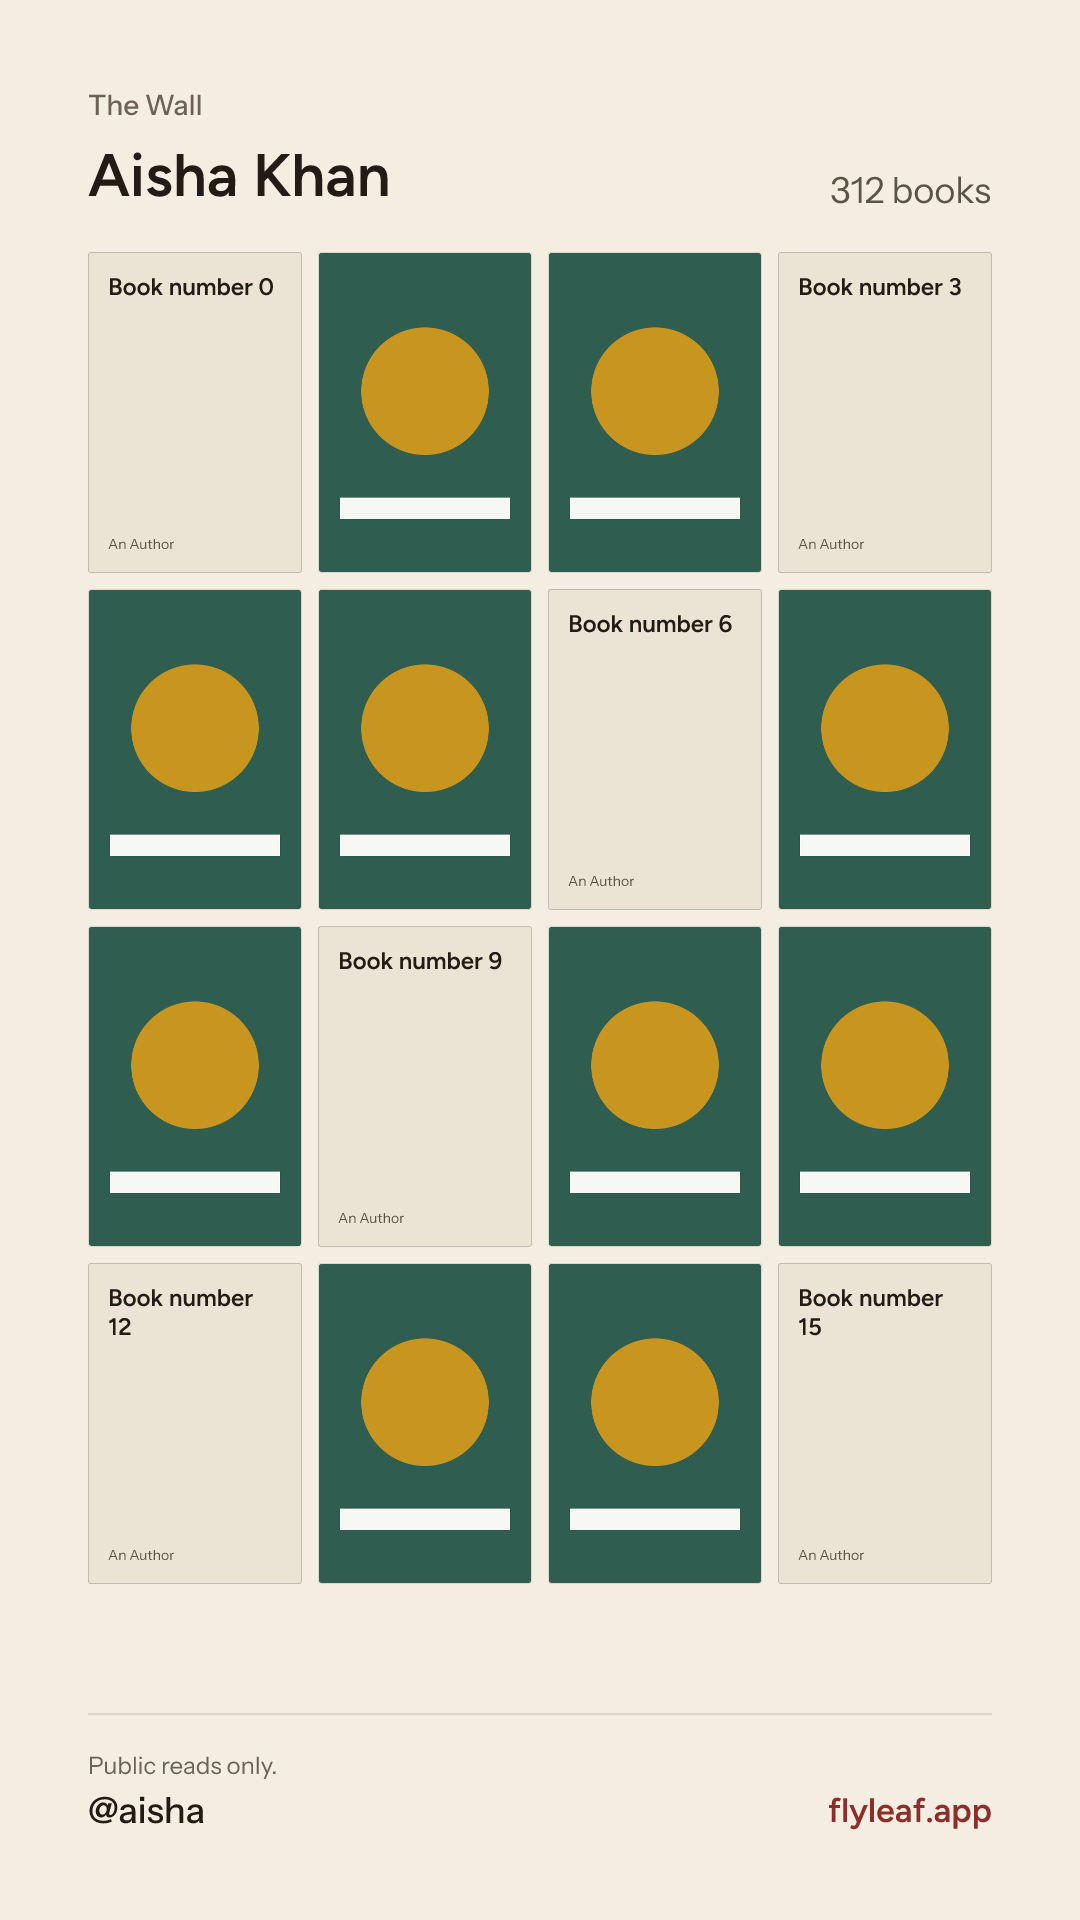 The Wall
Aisha Khan
312 books
Book number 0
An Author
Book number 3
An Author
Book number 6
An Author
Book number 9
An Author
Book number
12
An Author
Book number
15
An Author
Public reads only.
@aisha
flyleaf.app